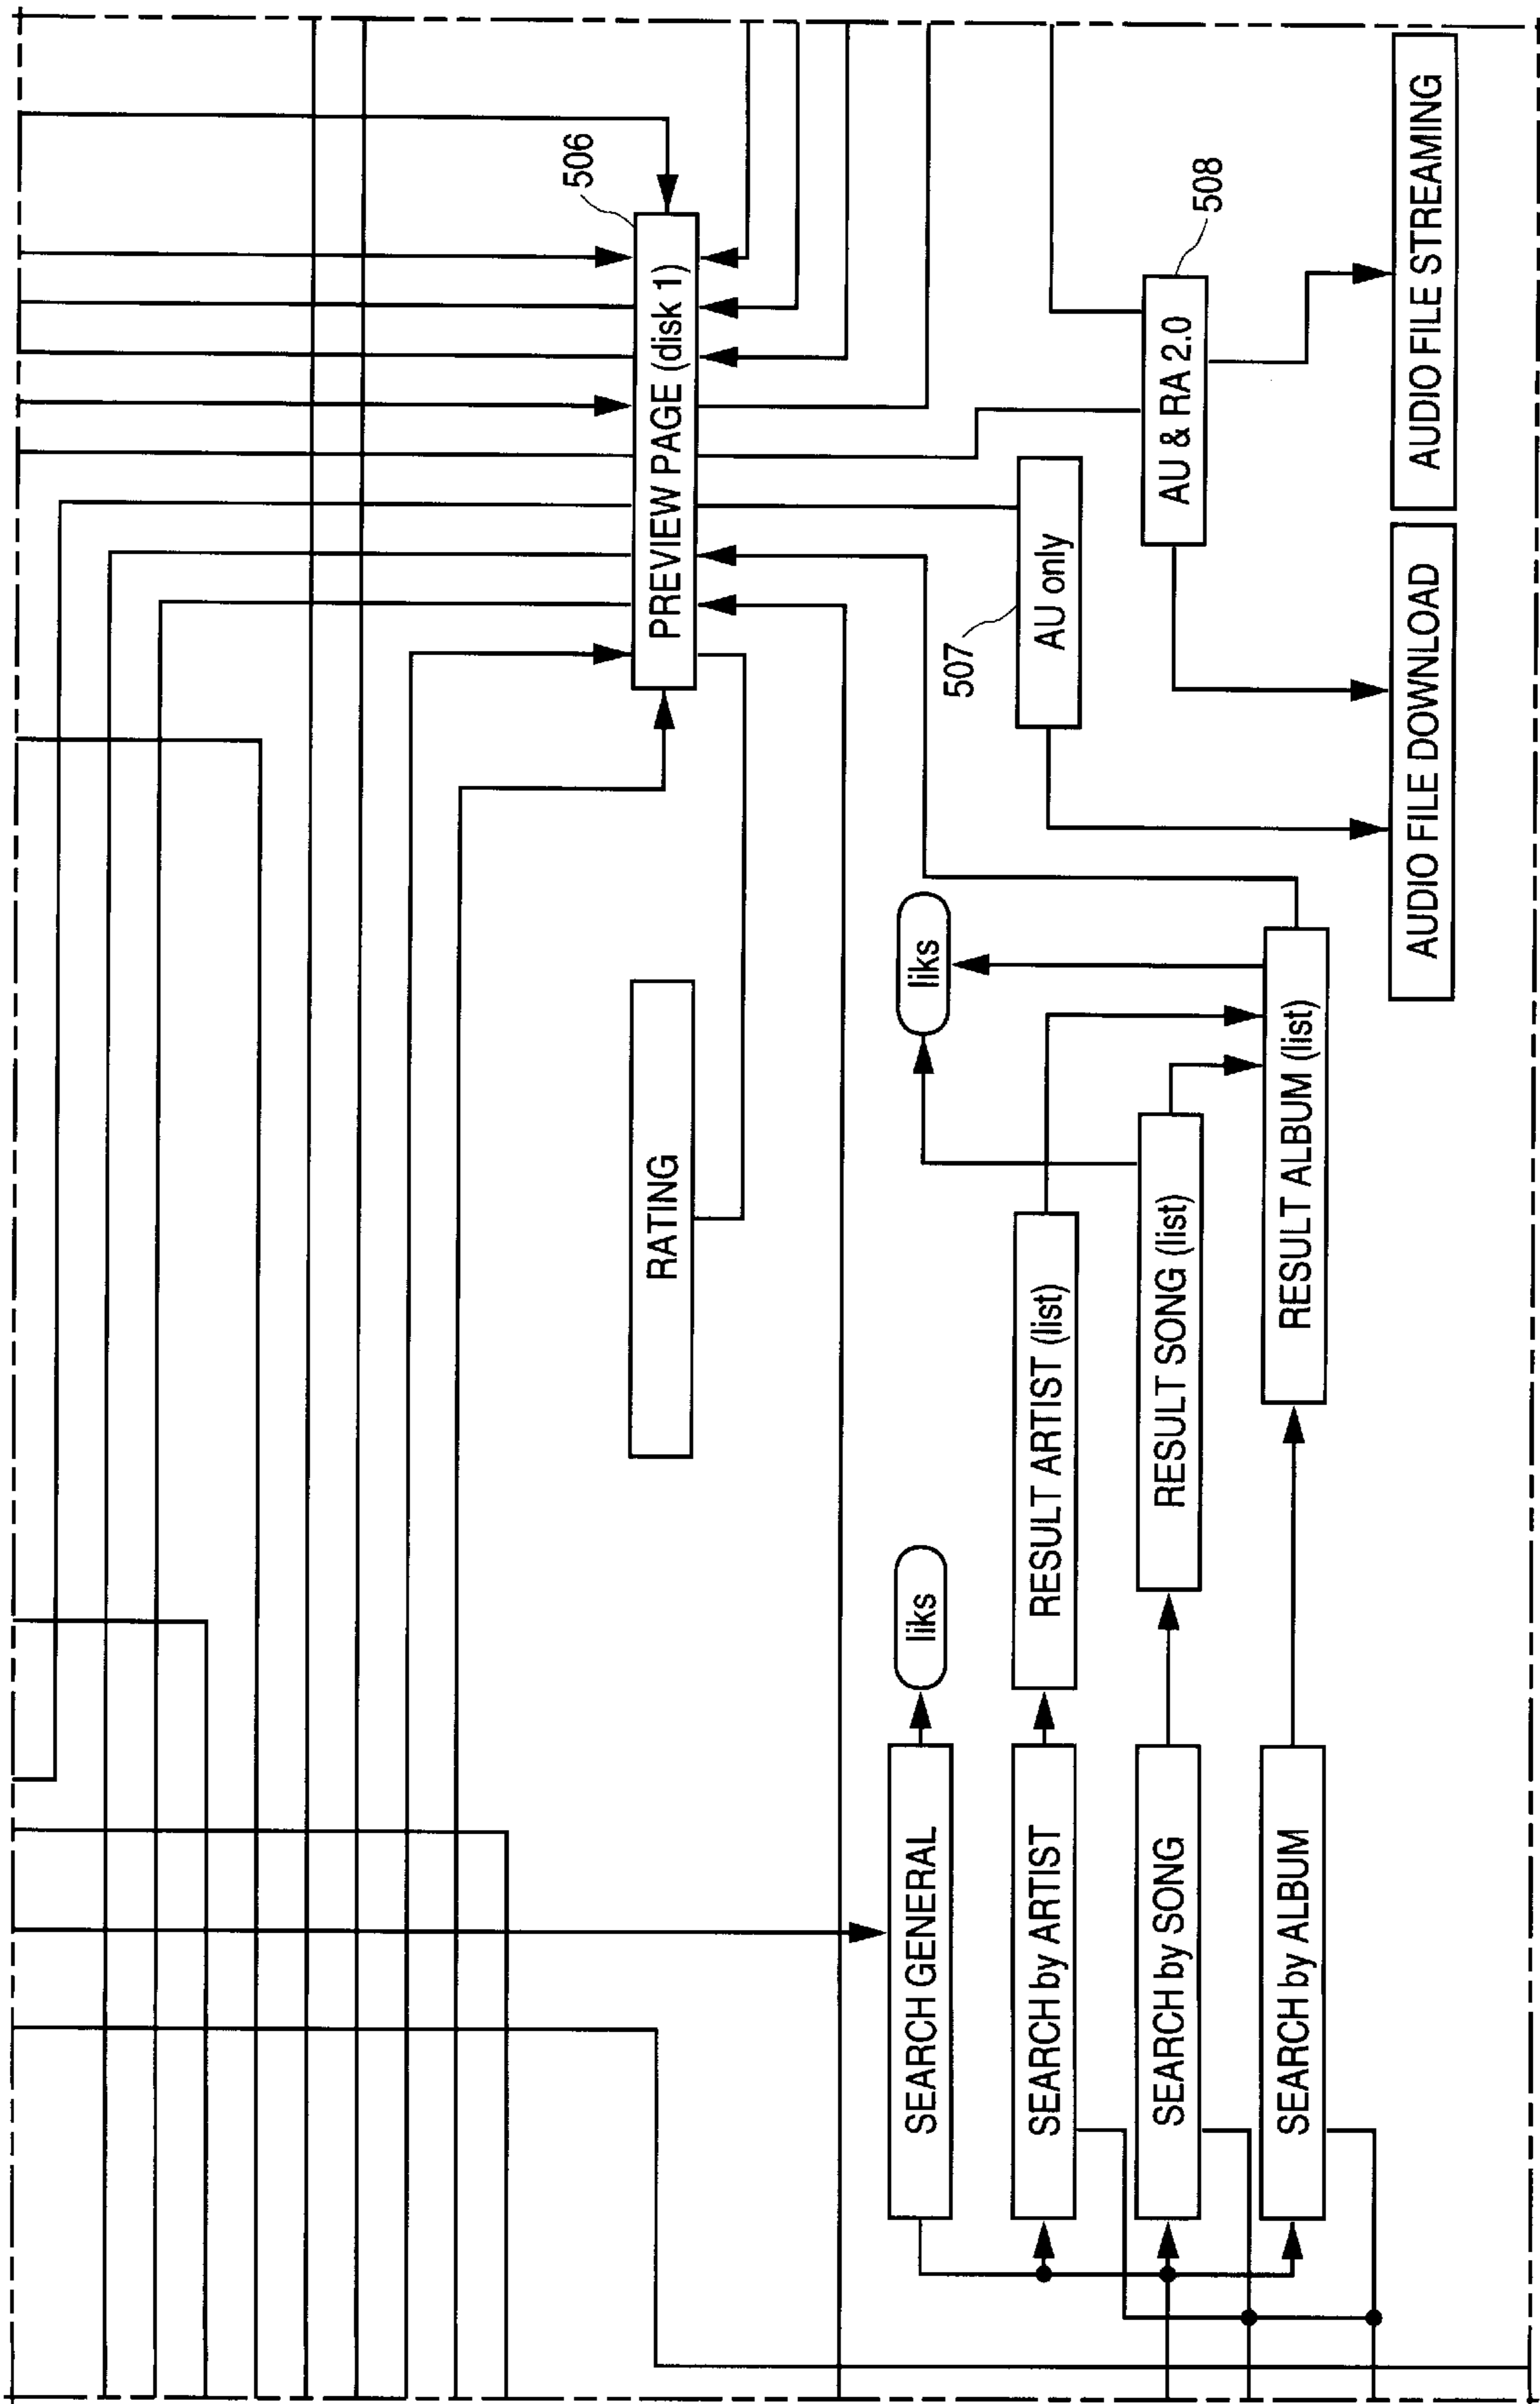 506
PREVIEW PAGE (disk 1)
RATING
liks
liks
507
AU only
508
AU & RA 2.0
SEARCH GENERAL
SEARCH by ARTIST
RESULT ARTIST (list)
SEARCH by SONG
RESULT SONG (list)
SEARCH by ALBUM
RESULT ALBUM (list)
AUDIO FILE DOWNLOAD
AUDIO FILE STREAMING